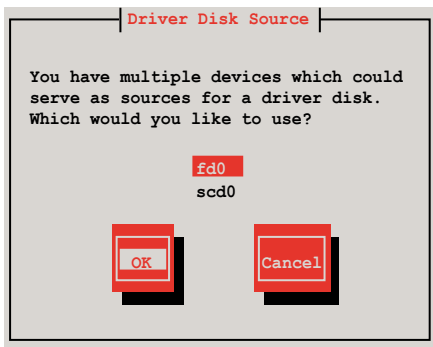 Driver Disk Source
You have multiple devices which could
serve as sources for a driver disk.
Which would you like to use?
fd0
scd0
OK
Cancel